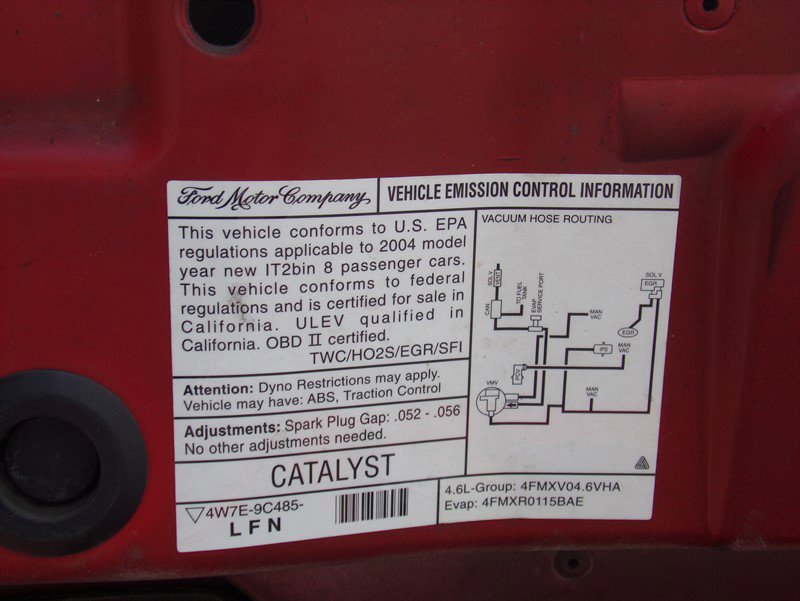 Ford Motor Company
VEHICLE EMISSION CONTROL INFORMATION
This vehicle conforms to U.S. EPA
regulations applicable to 2004 model
year new IT2bin 8 passenger cars.
This vehicle conforms to federal
regulations and is certified for sale in
California. ULEV qualified in
California. OBD II certified.
TWC/HO2S/EGR/SFI
Attention: Dyno Restrictions may apply.
Vehicle may have: ABS, Traction Control
Adjustments: Spark Plug Gap: .052 - .056
No other adjustments needed.
CATALYST
4W7E-9C485-
LFN
VACUUM HOSE ROUTING
SOL V
VENT
CAN
TO FUEL
TANK
EVAP
SERVICE PORT
MAN
VAC
SOL V
EGR
EGR
IPS
MAN
VAC
PCV
VMV
MAN
VAC
4.6L-Group: 4FMXV04.6VHA
Evap: 4FMXR0115BAE